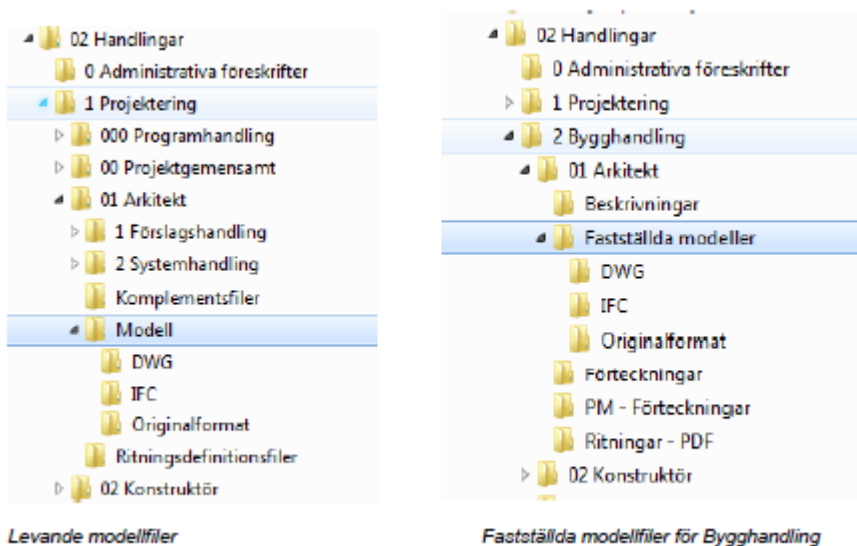 02 Handlingar
0 Administrativa föreskrifter
1 Projektering
000 Programhandling
00 Projektgemensamt
01 Arkitekt
1 Förslagshandling
2 Systemhandling
Komplementsfiler
Modell
DWG
IFC
Originalformat
Ritningsdefinitionsfiler
02 Konstruktör
Levande modellfiler
02 Handlingar
0 Administrativa föreskrifter
1 Projektering
2 Bygghandling
01 Arkitekt
Beskrivningar
Fastställda modeller
DWG
IFC
Originalformat
Förteckningar
PM - Förteckningar
Ritningar - PDF
02 Konstruktör
Fastställda modellfiler för Bygghandling